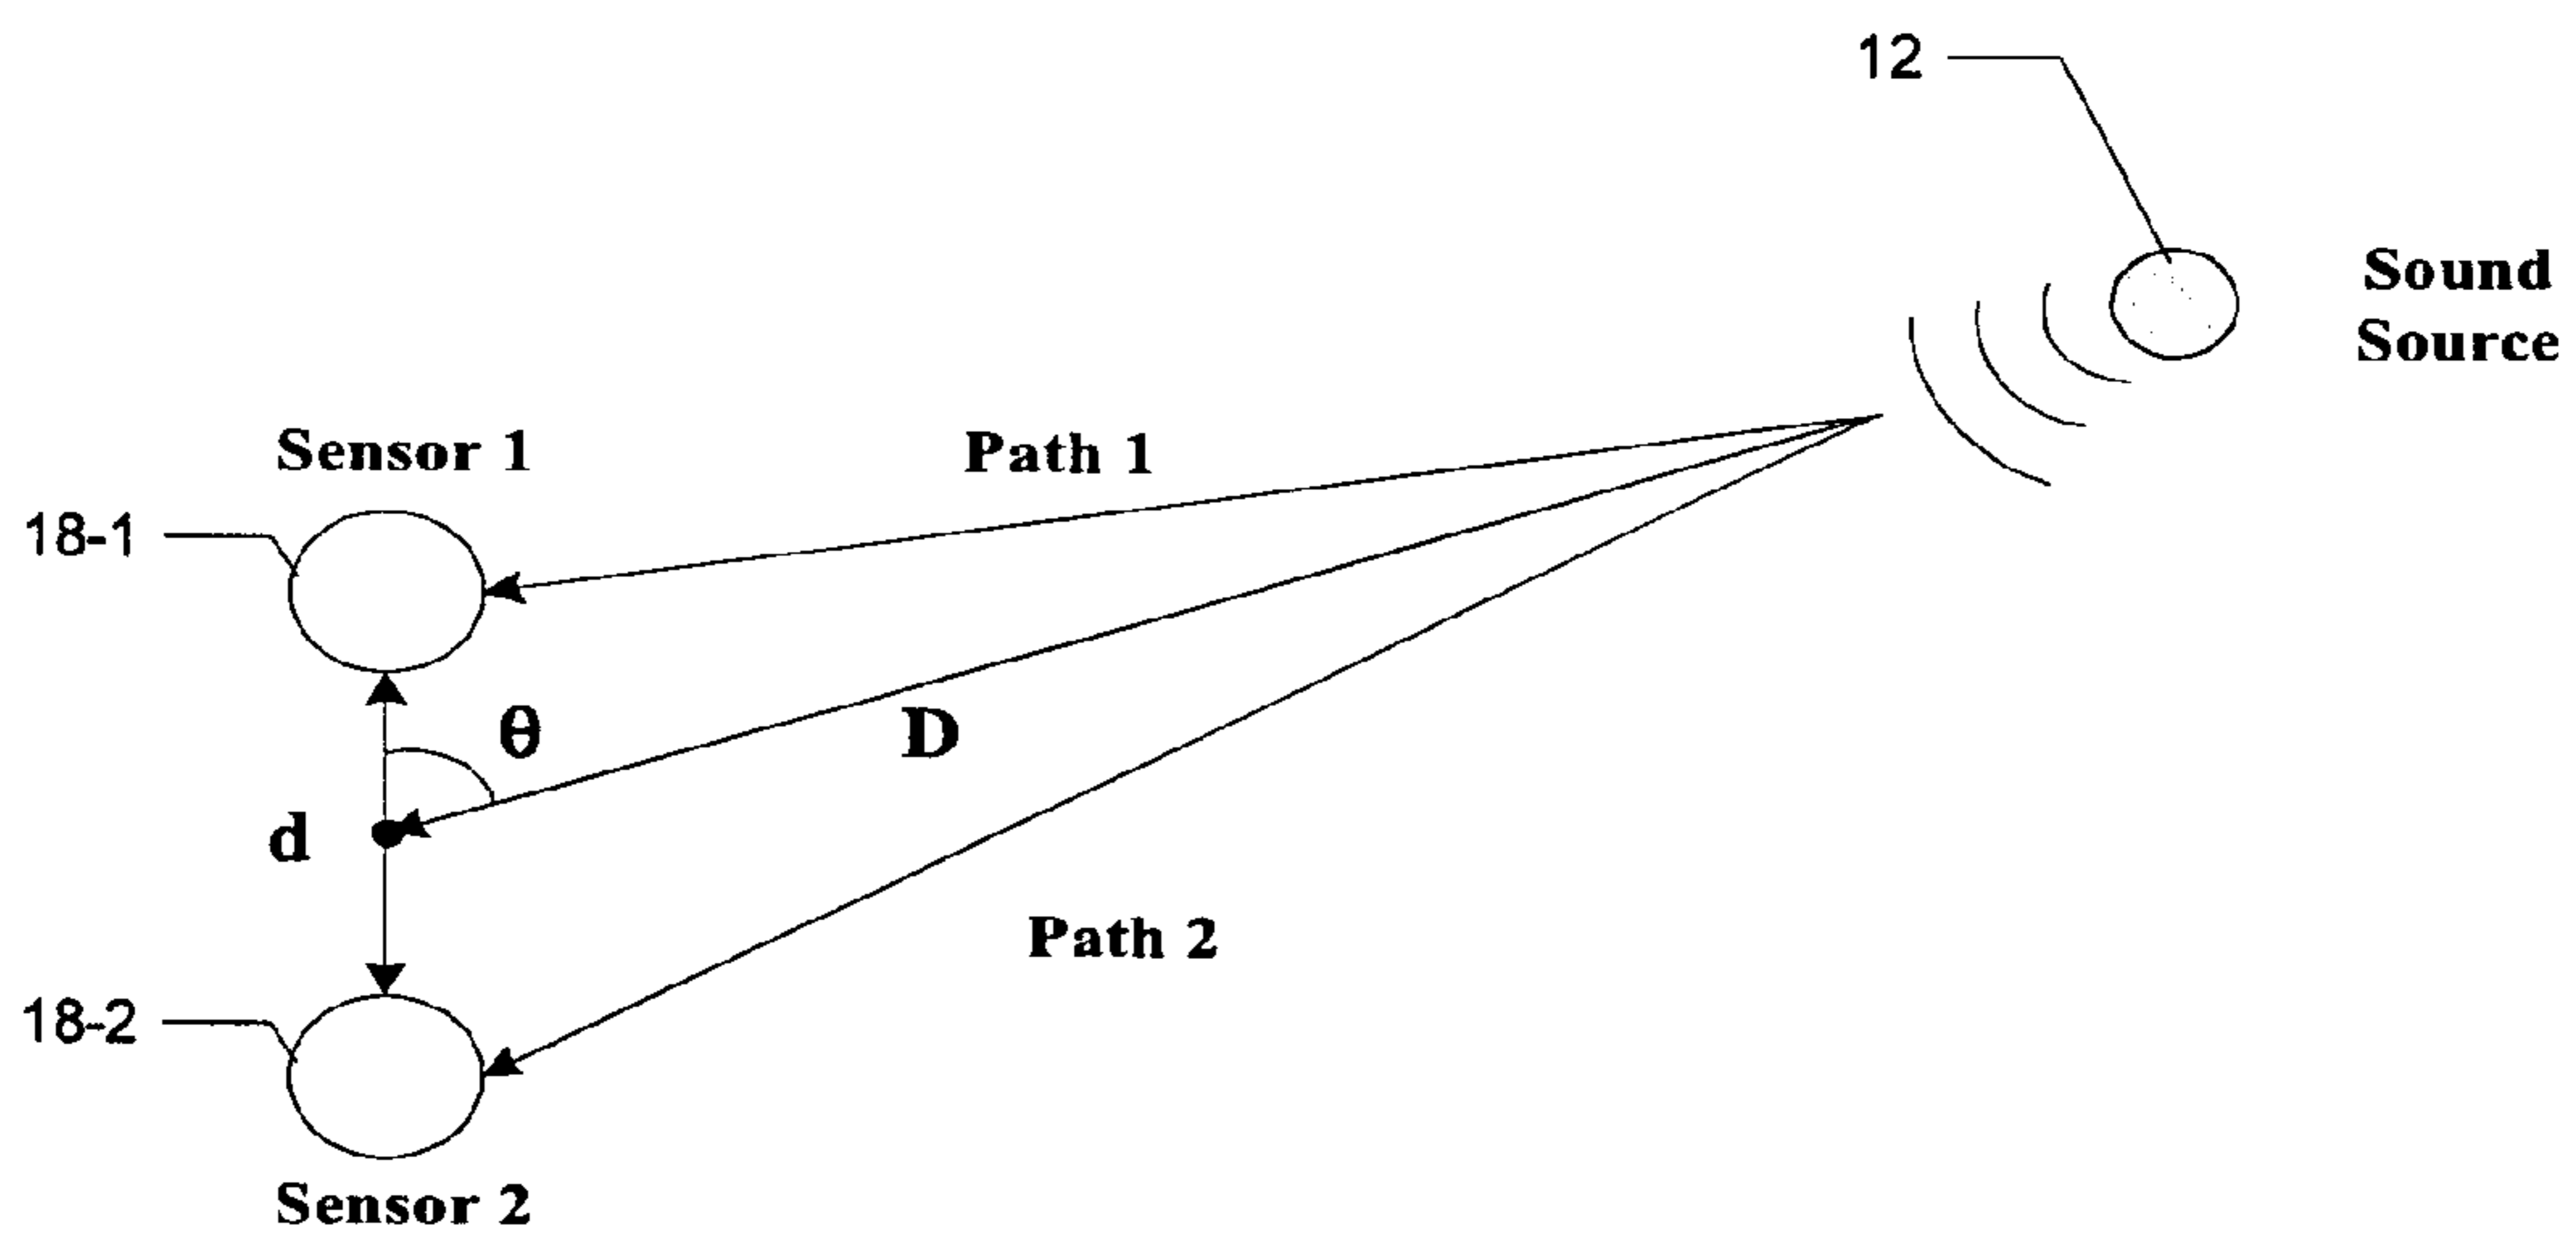 12
Sound
Source
Sensor 1
Path 1
18-1
θ
D
d
Path 2
18-2
Sensor 2